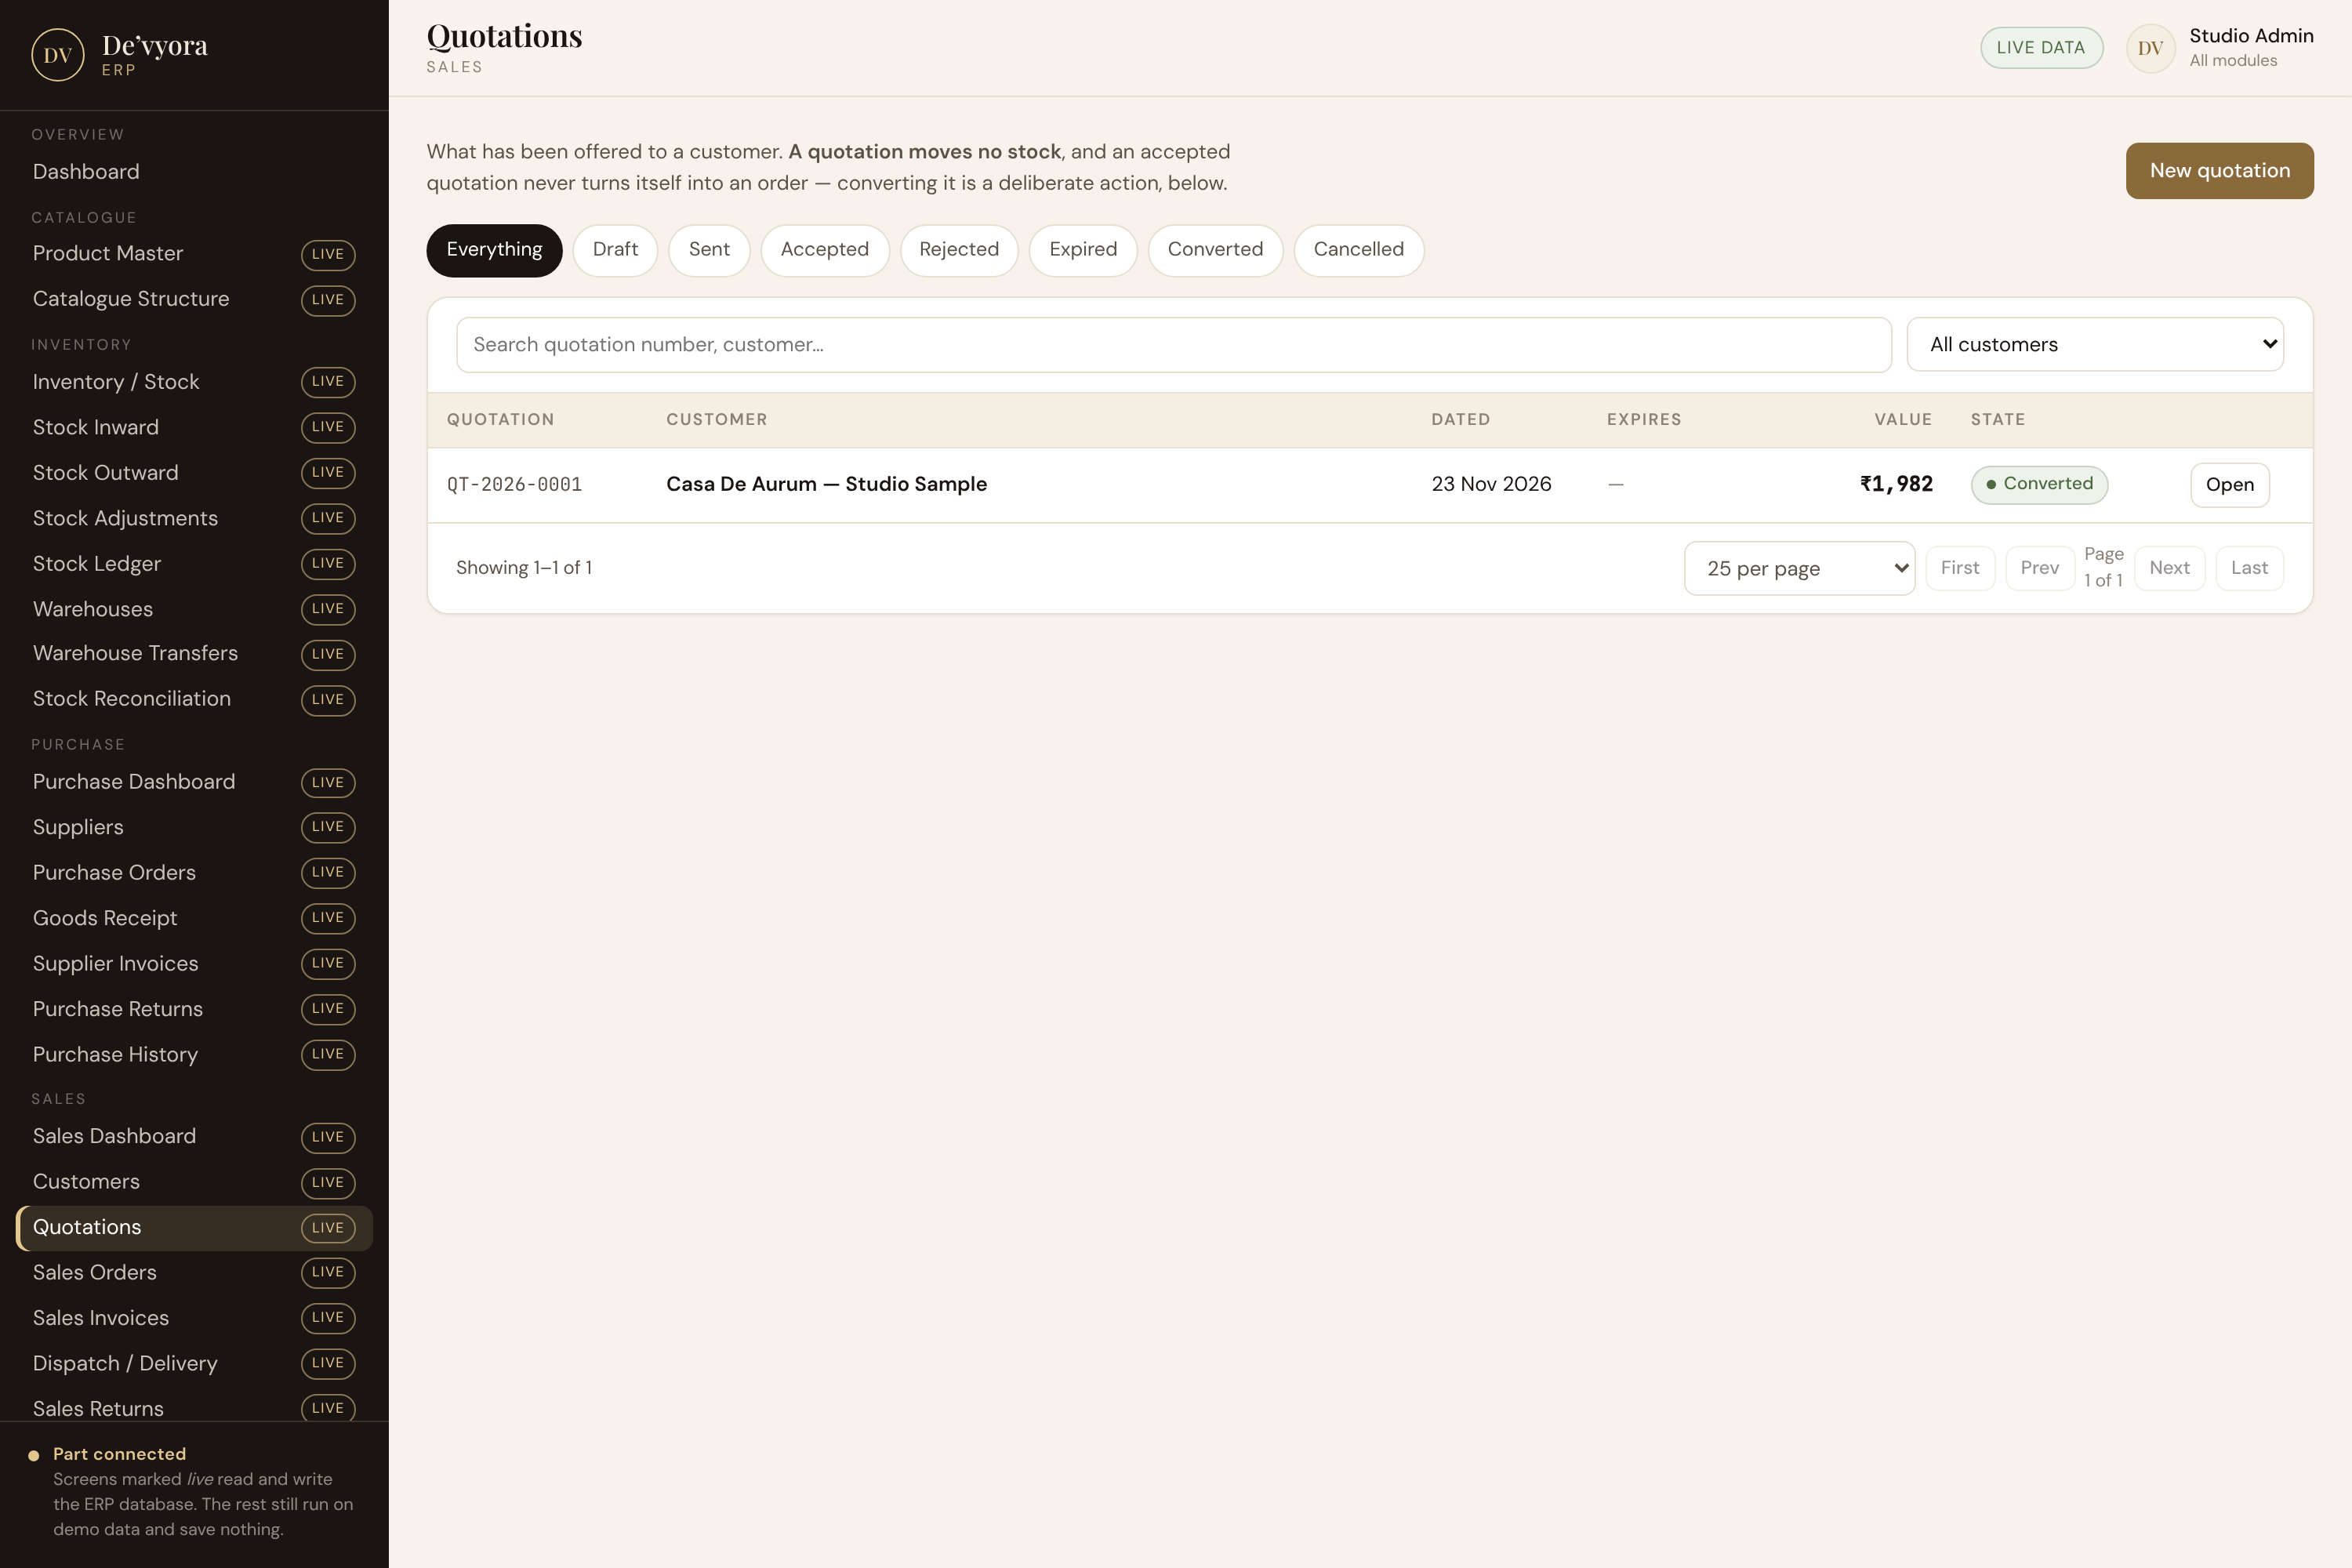 DV
De’vyora
ERP
OVERVIEW
Dashboard
CATALOGUE
Product Master LIVE
Catalogue Structure LIVE
INVENTORY
Inventory / Stock LIVE
Stock Inward LIVE
Stock Outward LIVE
Stock Adjustments LIVE
Stock Ledger LIVE
Warehouses LIVE
Warehouse Transfers LIVE
Stock Reconciliation LIVE
PURCHASE
Purchase Dashboard LIVE
Suppliers LIVE
Purchase Orders LIVE
Goods Receipt LIVE
Supplier Invoices LIVE
Purchase Returns LIVE
Purchase History LIVE
SALES
Sales Dashboard LIVE
Customers LIVE
Quotations LIVE
Sales Orders LIVE
Sales Invoices LIVE
Dispatch / Delivery LIVE
Sales Returns LIVE
Part connected
Screens marked live read and write
the ERP database. The rest still run on
demo data and save nothing.
Quotations
SALES
LIVE DATA
DV
Studio Admin
All modules
What has been offered to a customer. A quotation moves no stock, and an accepted
quotation never turns itself into an order — converting it is a deliberate action, below.
New quotation
Everything Draft Sent Accepted Rejected Expired Converted Cancelled
Search quotation number, customer… All customers
QUOTATION CUSTOMER DATED EXPIRES VALUE STATE
QT-2026-0001 Casa De Aurum — Studio Sample 23 Nov 2026 — ₹1,982 Converted Open
Showing 1–1 of 1 25 per page First Prev Page 1 of 1 Next Last